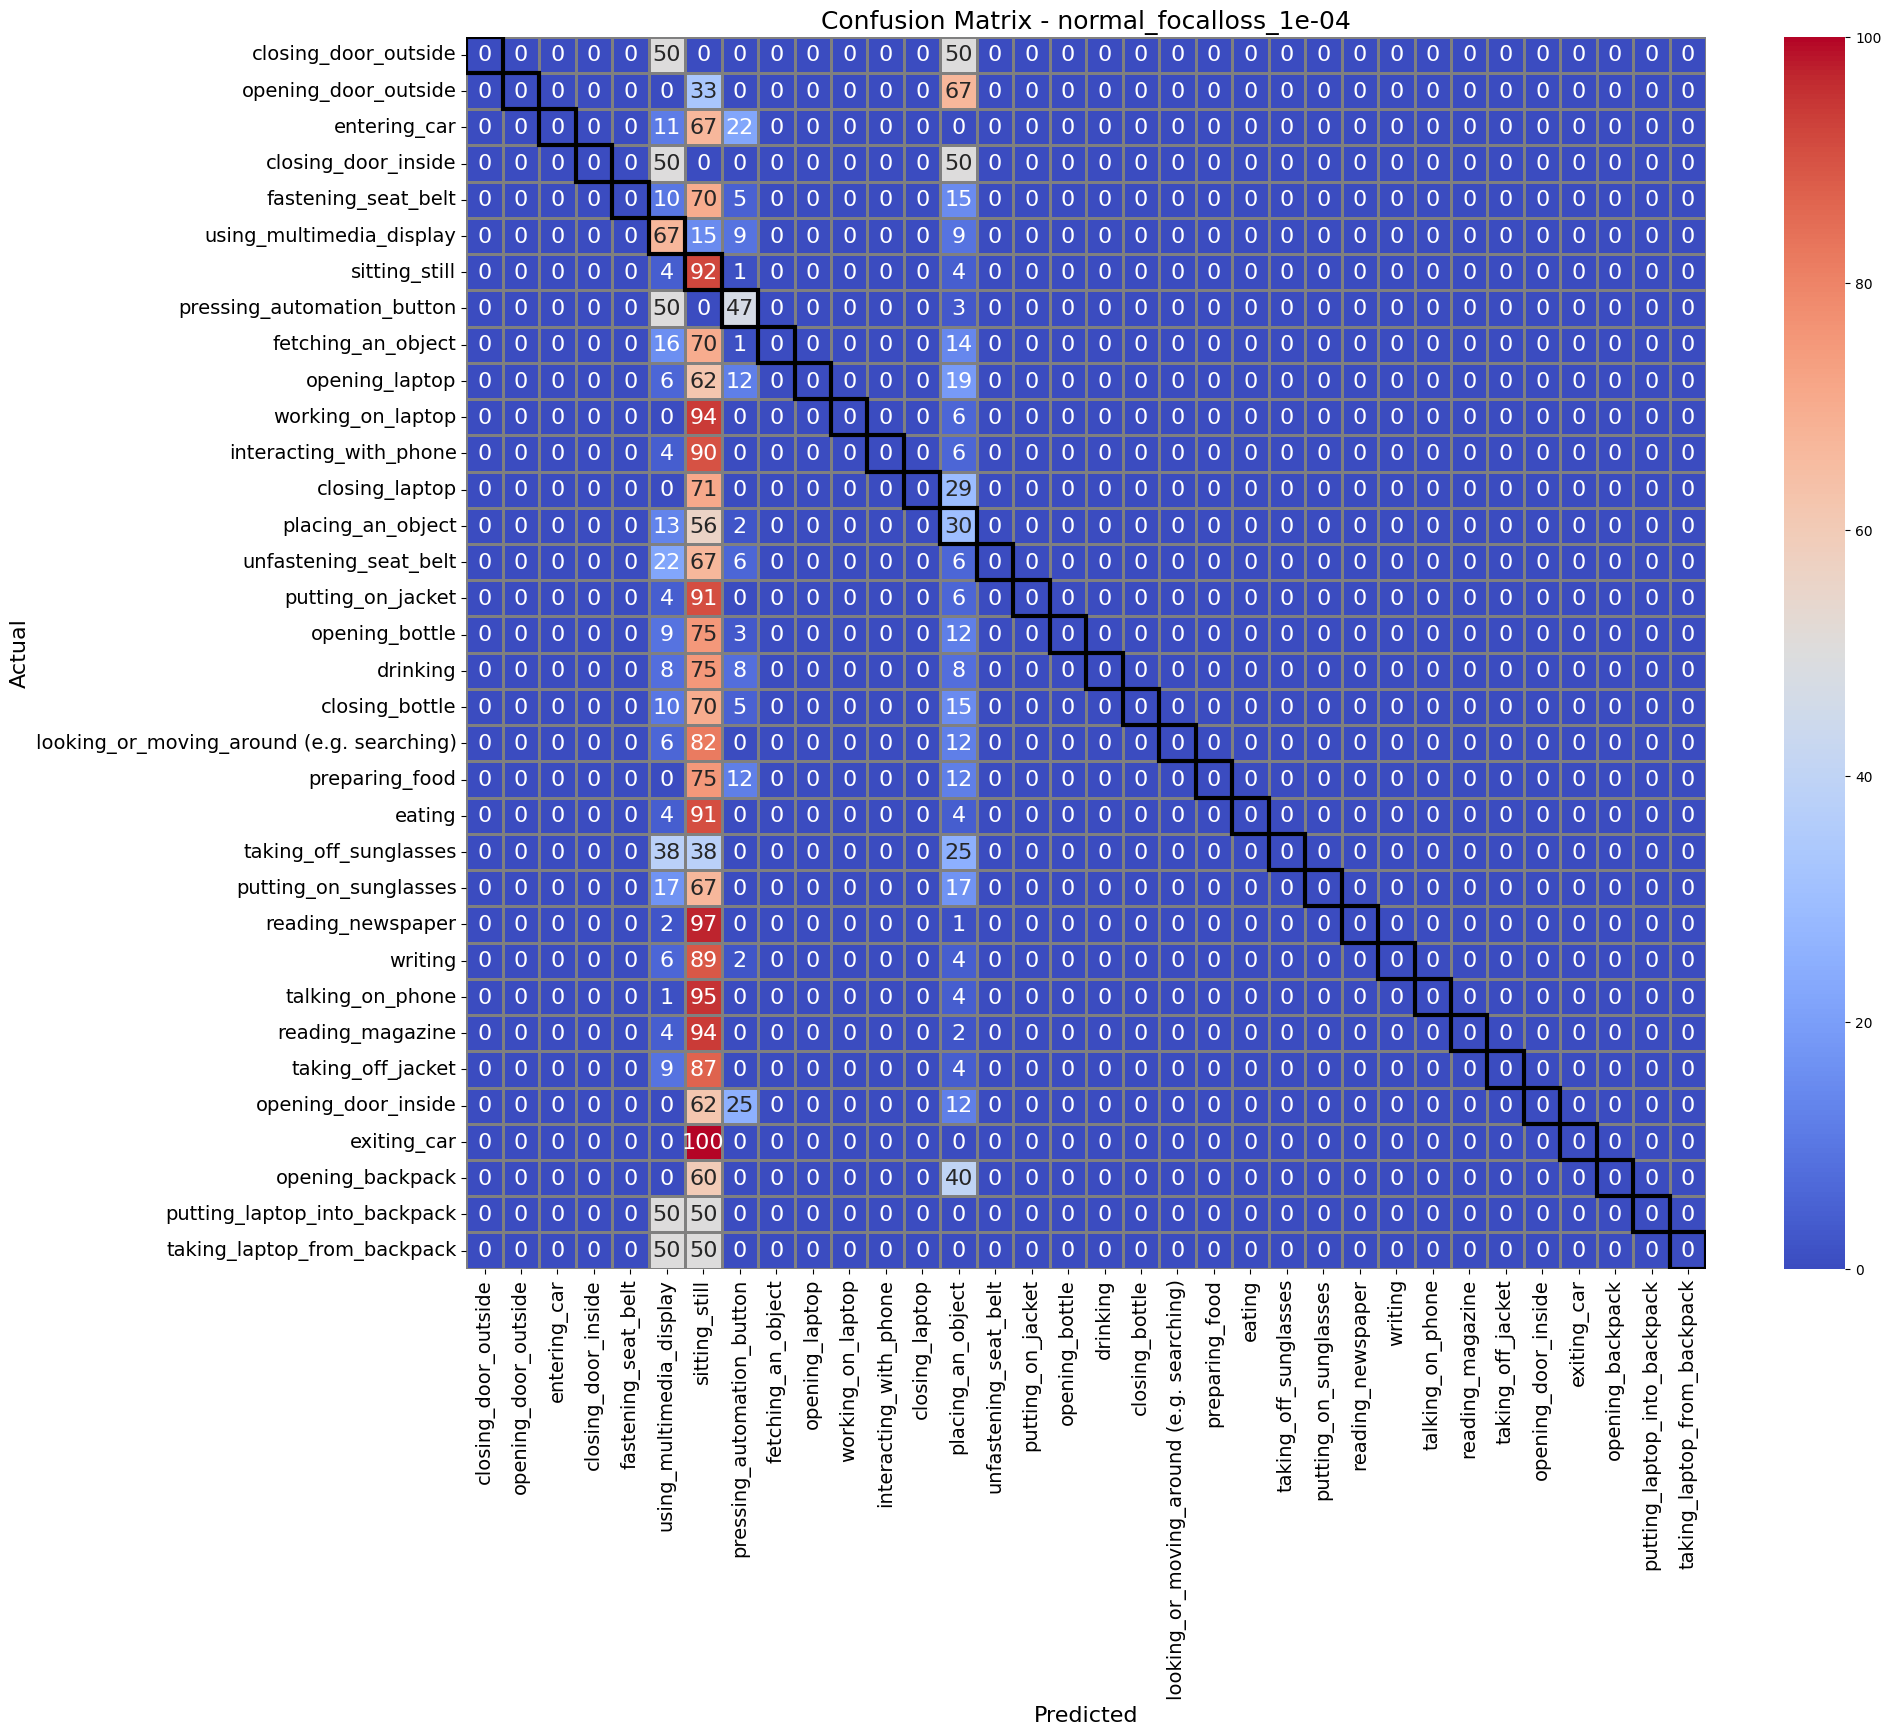 Confusion Matrix - normal_focalloss_1e-04
closing_door_outside 0 0 0 0 0 50 0 0 0 0 0 0 0 50 0 0 0 0 0 0 0 0 0 0 0 0 0 0 0 0 0 0 0 0
opening_door_outside 0 0 0 0 0 0 33 0 0 0 0 0 0 67 0 0 0 0 0 0 0 0 0 0 0 0 0 0 0 0 0 0 0 0
entering_car 0 0 0 0 0 11 67 22 0 0 0 0 0 0 0 0 0 0 0 0 0 0 0 0 0 0 0 0 0 0 0 0 0 0
closing_door_inside 0 0 0 0 0 50 0 0 0 0 0 0 0 50 0 0 0 0 0 0 0 0 0 0 0 0 0 0 0 0 0 0 0 0
fastening_seat_belt 0 0 0 0 0 10 70 5 0 0 0 0 0 15 0 0 0 0 0 0 0 0 0 0 0 0 0 0 0 0 0 0 0 0
using_multimedia_display 0 0 0 0 0 67 15 9 0 0 0 0 0 9 0 0 0 0 0 0 0 0 0 0 0 0 0 0 0 0 0 0 0 0
sitting_still 0 0 0 0 0 4 92 1 0 0 0 0 0 4 0 0 0 0 0 0 0 0 0 0 0 0 0 0 0 0 0 0 0 0
pressing_automation_button 0 0 0 0 0 50 0 47 0 0 0 0 0 3 0 0 0 0 0 0 0 0 0 0 0 0 0 0 0 0 0 0 0 0
fetching_an_object 0 0 0 0 0 16 70 1 0 0 0 0 0 14 0 0 0 0 0 0 0 0 0 0 0 0 0 0 0 0 0 0 0 0
opening_laptop 0 0 0 0 0 6 62 12 0 0 0 0 0 19 0 0 0 0 0 0 0 0 0 0 0 0 0 0 0 0 0 0 0 0
working_on_laptop 0 0 0 0 0 0 94 0 0 0 0 0 0 6 0 0 0 0 0 0 0 0 0 0 0 0 0 0 0 0 0 0 0 0
interacting_with_phone 0 0 0 0 0 4 90 0 0 0 0 0 0 6 0 0 0 0 0 0 0 0 0 0 0 0 0 0 0 0 0 0 0 0
closing_laptop 0 0 0 0 0 0 71 0 0 0 0 0 0 29 0 0 0 0 0 0 0 0 0 0 0 0 0 0 0 0 0 0 0 0
placing_an_object 0 0 0 0 0 13 56 2 0 0 0 0 0 30 0 0 0 0 0 0 0 0 0 0 0 0 0 0 0 0 0 0 0 0
unfastening_seat_belt 0 0 0 0 0 22 67 6 0 0 0 0 0 6 0 0 0 0 0 0 0 0 0 0 0 0 0 0 0 0 0 0 0 0
putting_on_jacket 0 0 0 0 0 4 91 0 0 0 0 0 0 6 0 0 0 0 0 0 0 0 0 0 0 0 0 0 0 0 0 0 0 0
opening_bottle 0 0 0 0 0 9 75 3 0 0 0 0 0 12 0 0 0 0 0 0 0 0 0 0 0 0 0 0 0 0 0 0 0 0
drinking 0 0 0 0 0 8 75 8 0 0 0 0 0 8 0 0 0 0 0 0 0 0 0 0 0 0 0 0 0 0 0 0 0 0
closing_bottle 0 0 0 0 0 10 70 5 0 0 0 0 0 15 0 0 0 0 0 0 0 0 0 0 0 0 0 0 0 0 0 0 0 0
looking_or_moving_around (e.g. searching) 0 0 0 0 0 6 82 0 0 0 0 0 0 12 0 0 0 0 0 0 0 0 0 0 0 0 0 0 0 0 0 0 0 0
preparing_food 0 0 0 0 0 0 75 12 0 0 0 0 0 12 0 0 0 0 0 0 0 0 0 0 0 0 0 0 0 0 0 0 0 0
eating 0 0 0 0 0 4 91 0 0 0 0 0 0 4 0 0 0 0 0 0 0 0 0 0 0 0 0 0 0 0 0 0 0 0
taking_off_sunglasses 0 0 0 0 0 38 38 0 0 0 0 0 0 25 0 0 0 0 0 0 0 0 0 0 0 0 0 0 0 0 0 0 0 0
putting_on_sunglasses 0 0 0 0 0 17 67 0 0 0 0 0 0 17 0 0 0 0 0 0 0 0 0 0 0 0 0 0 0 0 0 0 0 0
reading_newspaper 0 0 0 0 0 2 97 0 0 0 0 0 0 1 0 0 0 0 0 0 0 0 0 0 0 0 0 0 0 0 0 0 0 0
writing 0 0 0 0 0 6 89 2 0 0 0 0 0 4 0 0 0 0 0 0 0 0 0 0 0 0 0 0 0 0 0 0 0 0
talking_on_phone 0 0 0 0 0 1 95 0 0 0 0 0 0 4 0 0 0 0 0 0 0 0 0 0 0 0 0 0 0 0 0 0 0 0
reading_magazine 0 0 0 0 0 4 94 0 0 0 0 0 0 2 0 0 0 0 0 0 0 0 0 0 0 0 0 0 0 0 0 0 0 0
taking_off_jacket 0 0 0 0 0 9 87 0 0 0 0 0 0 4 0 0 0 0 0 0 0 0 0 0 0 0 0 0 0 0 0 0 0 0
opening_door_inside 0 0 0 0 0 0 62 25 0 0 0 0 0 12 0 0 0 0 0 0 0 0 0 0 0 0 0 0 0 0 0 0 0 0
exiting_car 0 0 0 0 0 0 100 0 0 0 0 0 0 0 0 0 0 0 0 0 0 0 0 0 0 0 0 0 0 0 0 0 0 0
opening_backpack 0 0 0 0 0 0 60 0 0 0 0 0 0 40 0 0 0 0 0 0 0 0 0 0 0 0 0 0 0 0 0 0 0 0
putting_laptop_into_backpack 0 0 0 0 0 50 50 0 0 0 0 0 0 0 0 0 0 0 0 0 0 0 0 0 0 0 0 0 0 0 0 0 0 0
taking_laptop_from_backpack 0 0 0 0 0 50 50 0 0 0 0 0 0 0 0 0 0 0 0 0 0 0 0 0 0 0 0 0 0 0 0 0 0 0
Actual
closing_door_outside
opening_door_outside
entering_car
closing_door_inside
fastening_seat_belt
using_multimedia_display
sitting_still
pressing_automation_button
fetching_an_object
opening_laptop
working_on_laptop
interacting_with_phone
closing_laptop
placing_an_object
unfastening_seat_belt
putting_on_jacket
opening_bottle
drinking
closing_bottle
looking_or_moving_around (e.g. searching)
preparing_food
eating
taking_off_sunglasses
putting_on_sunglasses
reading_newspaper
writing
talking_on_phone
reading_magazine
taking_off_jacket
opening_door_inside
exiting_car
opening_backpack
putting_laptop_into_backpack
taking_laptop_from_backpack
Predicted
100
80
60
40
20
0